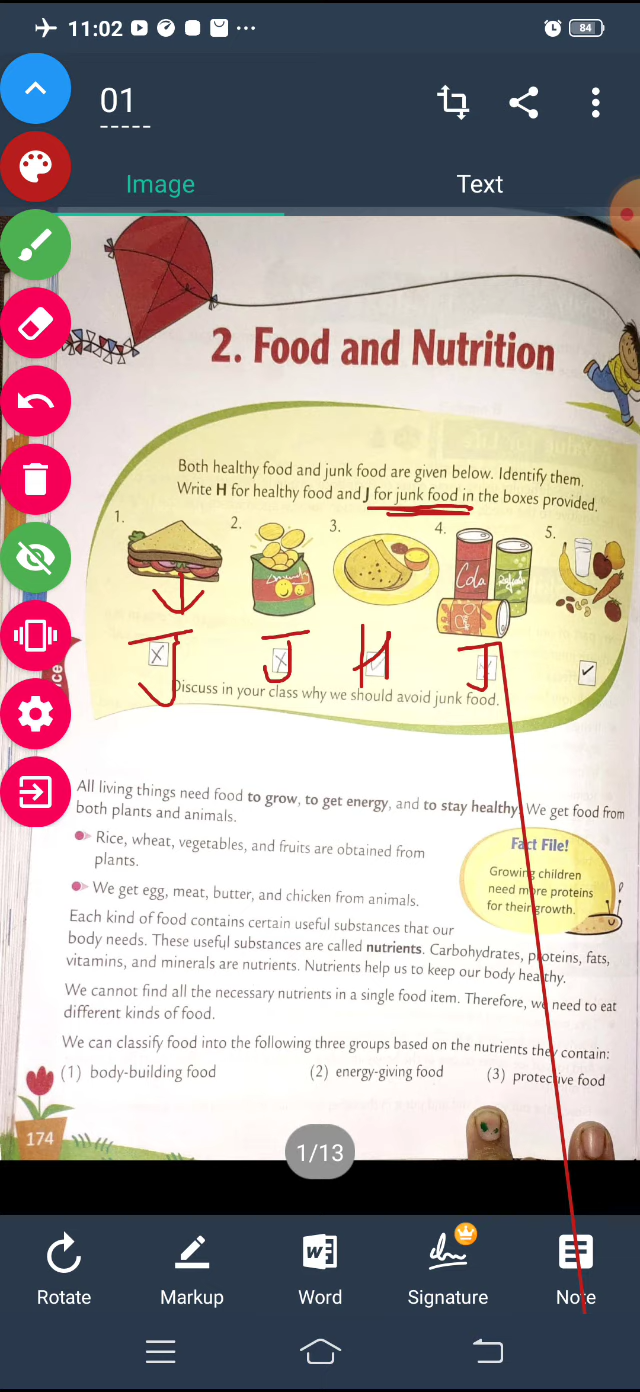 11:02
84
01
Image
Text
2. Food and Nutrition
Both healthy food and junk food are given below. Identify them.
Write H for healthy food and J for junk food in the boxes provided.
1.
2.
3.
4.
5.
Cola
J
J
H
J
Discuss in your class why we should avoid junk food.
All living things need food to grow, to get energy, and to stay healthy. We get food from
both plants and animals.
Rice, wheat, vegetables, and fruits are obtained from
plants.
We get egg, meat, butter, and chicken from animals.
Fact File!
Growing children
need more proteins
for their growth.
Each kind of food contains certain useful substances that our
body needs. These useful substances are called nutrients. Carbohydrates, proteins, fats,
vitamins, and minerals are nutrients. Nutrients help us to keep our body healthy.
We cannot find all the necessary nutrients in a single food item. Therefore, we need to eat
different kinds of food.
We can classify food into the following three groups based on the nutrients they contain:
(1) body-building food (2) energy-giving food (3) protective food
174
1/13
Rotate
Markup
Word
Signature
Note